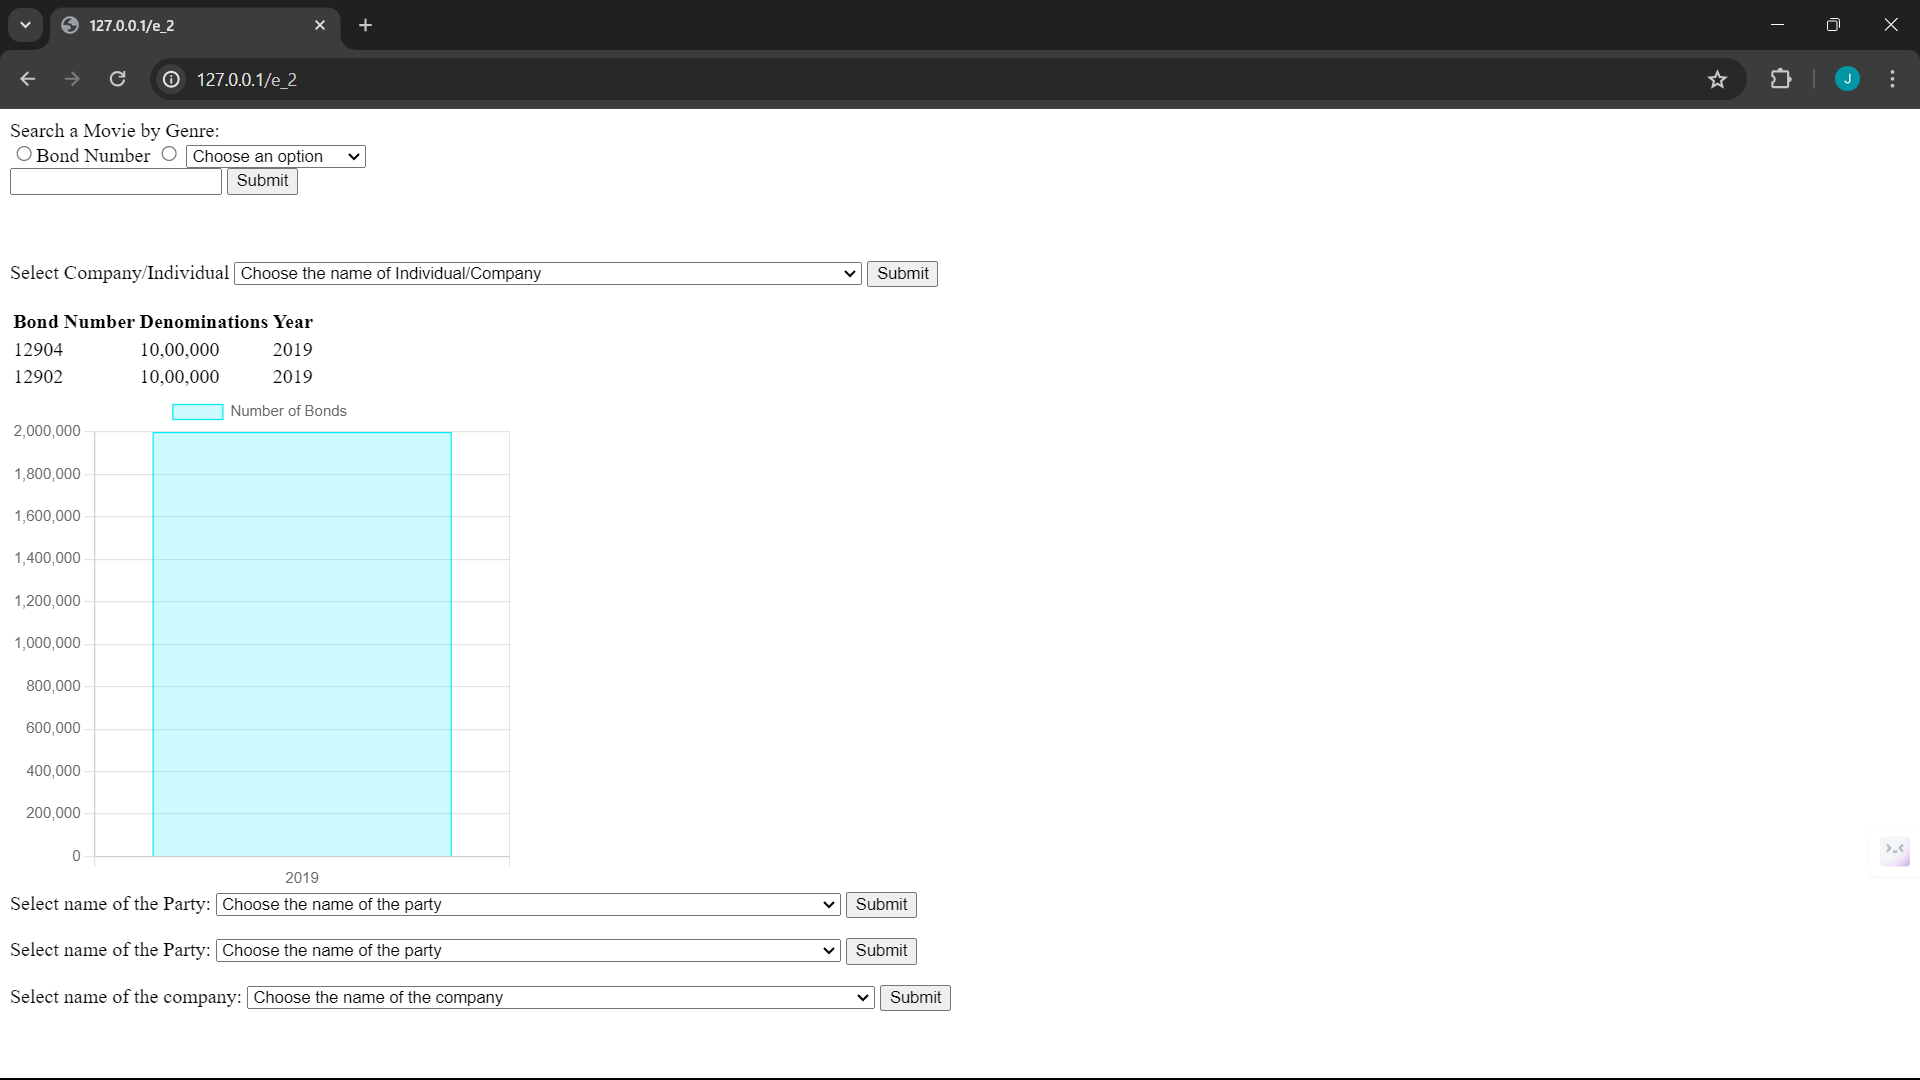 127.0.0.1/e_2
127.0.0.1/e_2
J
Search a Movie by Genre:
Bond Number Choose an option
Submit
Select Company/Individual Choose the name of Individual/Company Submit
Bond Number Denominations Year
12904 10,00,000 2019
12902 10,00,000 2019
Number of Bonds
2,000,000
1,800,000
1,600,000
1,400,000
1,200,000
1,000,000
800,000
600,000
400,000
200,000
0
2019
Select name of the Party: Choose the name of the party Submit
Select name of the Party: Choose the name of the party Submit
Select name of the company: Choose the name of the company Submit